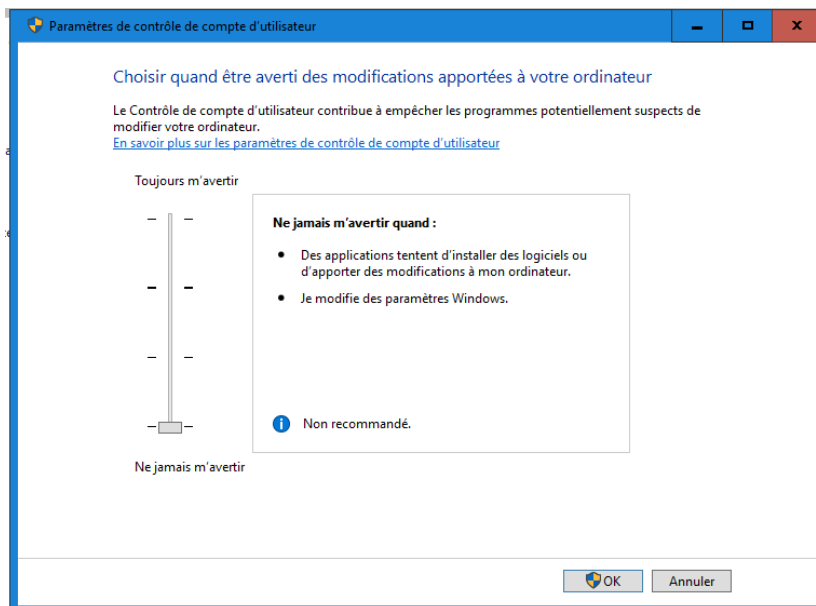 Paramètres de contrôle de compte d'utilisateur
Choisir quand être averti des modifications apportées à votre ordinateur
Le Contrôle de compte d'utilisateur contribue à empêcher les programmes potentiellement suspects de
modifier votre ordinateur.
En savoir plus sur les paramètres de contrôle de compte d'utilisateur
Toujours m'avertir
Ne jamais m'avertir quand :
• Des applications tentent d'installer des logiciels ou
d'apporter des modifications à mon ordinateur.
• Je modifie des paramètres Windows.
Non recommandé.
Ne jamais m'avertir
OK Annuler